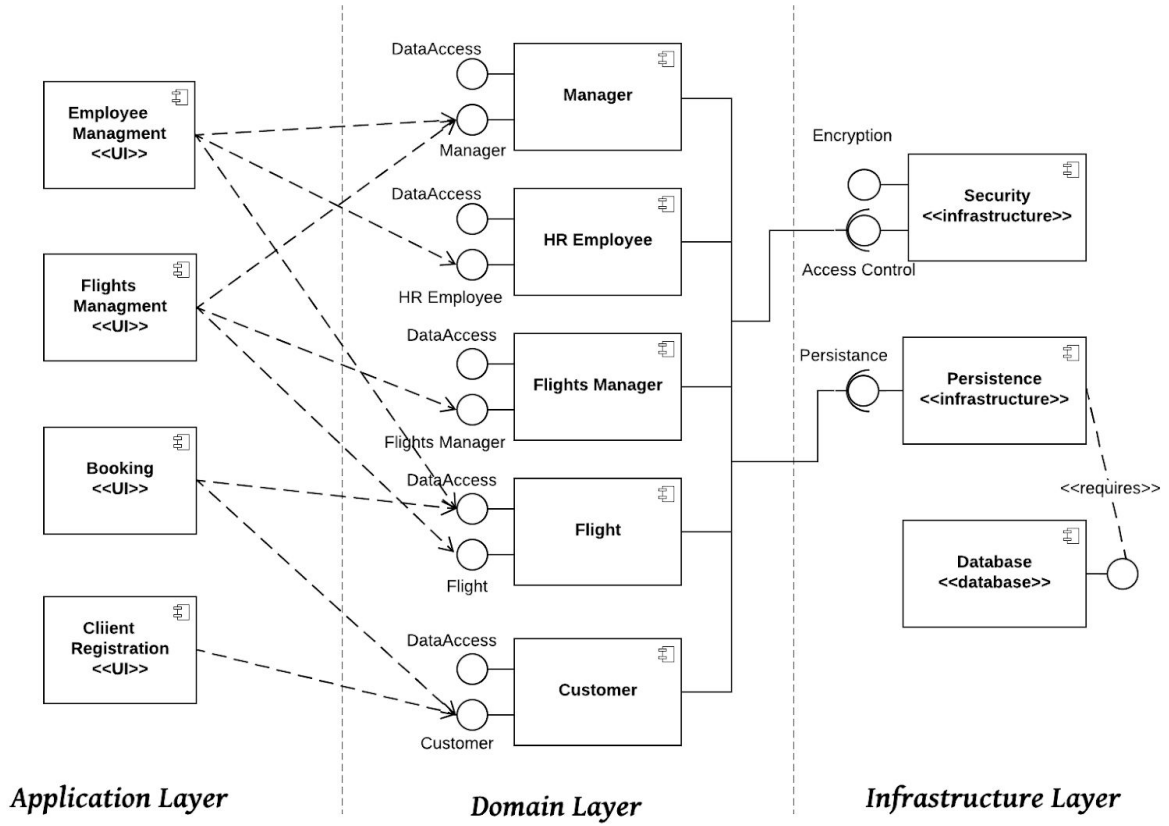 Employee
Managment
<<UI>>
Flights
Managment
<<UI>>
Booking
<<UI>>
Cliient
Registration
<<UI>>
Application Layer
DataAccess
Manager
Manager
DataAccess
HR Employee
HR Employee
DataAccess
Flights Manager
Flights Manager
DataAccess
Flight
Flight
DataAccess
Customer
Customer
Domain Layer
Encryption
Security
<<infrastructure>>
Access Control
Persistance
Persistence
<<infrastructure>>
<<requires>>
Database
<<database>>
Infrastructure Layer